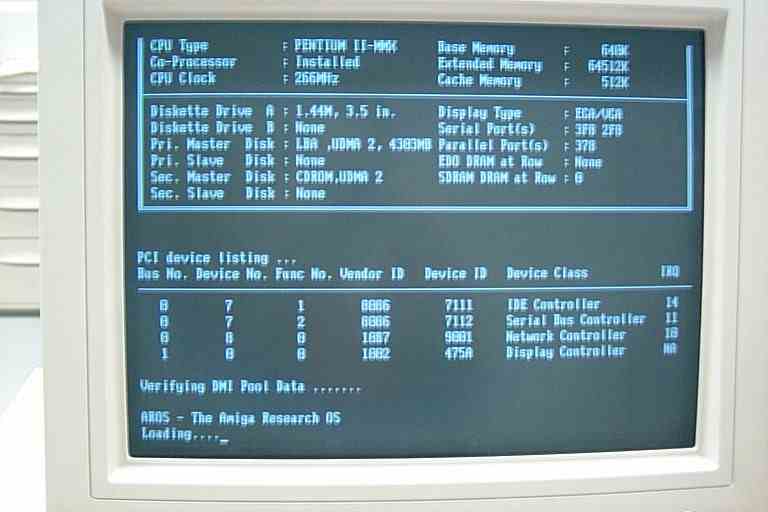 CPU Type : PENTIUM II-MMX Base Memory : 640K
Co-Processor : Installed Extended Memory : 64512K
CPU Clock : 266MHz Cache Memory : 512K
Diskette Drive A : 1.44M, 3.5 in. Display Type : EGA/VGA
Diskette Drive B : None Serial Port(s) : 3F8 2F8
Pri. Master Disk : LBA ,UDMA 2, 4303MB Parallel Port(s) : 378
Pri. Slave Disk : None EDO DRAM at Row : None
Sec. Master Disk : CDROM,UDMA 2 SDRAM DRAM at Row : 0
Sec. Slave Disk : None
PCI device listing ...
Bus No. Device No. Func No. Vendor ID Device ID Device Class IRQ
0 7 1 8086 7111 IDE Controller 14
0 7 2 8086 7112 Serial Bus Controller 11
0 8 0 1087 9001 Network Controller 10
1 0 0 1002 475A Display Controller NA
Verifying DMI Pool Data .......
AROS - The Amiga Research OS
Loading...._